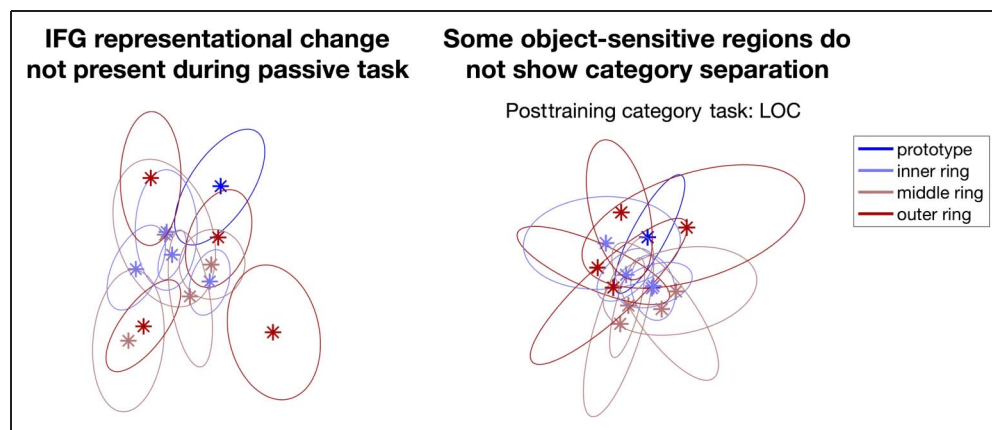 IFG representational change
not present during passive task
Some object-sensitive regions do
not show category separation
Posttraining category task: LOC
prototype
inner ring
middle ring
outer ring